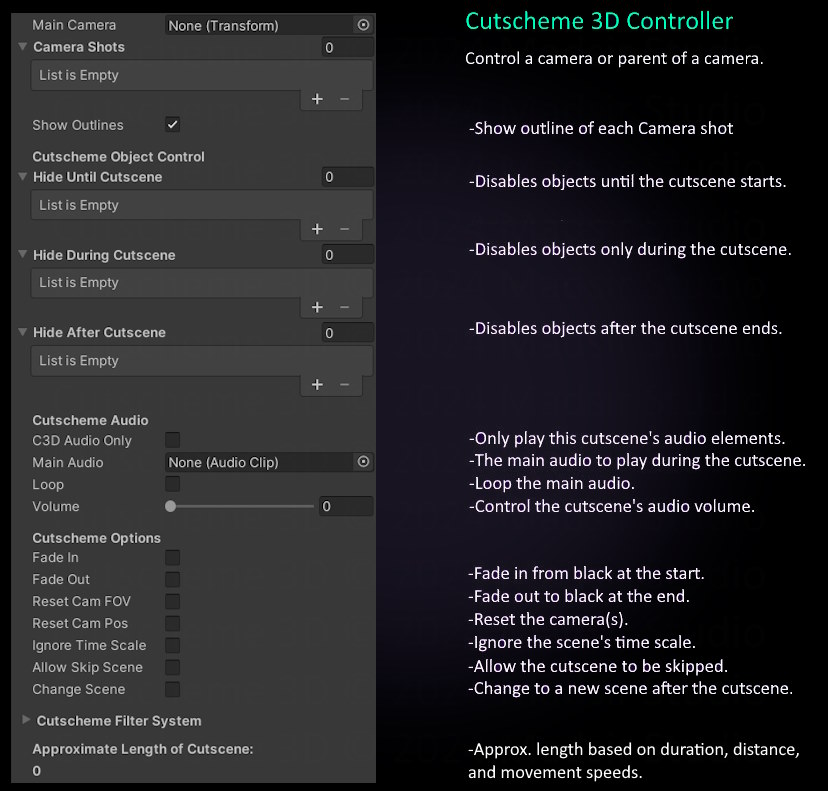 Cutscheme 3D Controller
Main Camera
None (Transform)
Control a camera or parent of a camera.
Camera Shots
0
List is Empty
+ −
Show Outlines
-Show outline of each Camera shot
Cutscheme Object Control
Hide Until Cutscene
0
-Disables objects until the cutscene starts.
List is Empty
+ −
Hide During Cutscene
0
-Disables objects only during the cutscene.
List is Empty
+ −
Hide After Cutscene
0
-Disables objects after the cutscene ends.
List is Empty
+ −
Cutscheme Audio
C3D Audio Only
-Only play this cutscene's audio elements.
Main Audio
None (Audio Clip)
-The main audio to play during the cutscene.
Loop
-Loop the main audio.
Volume
0
-Control the cutscene's audio volume.
Cutscheme Options
Fade In
-Fade in from black at the start.
Fade Out
-Fade out to black at the end.
Reset Cam FOV
Reset Cam Pos
-Reset the camera(s).
Ignore Time Scale
-Ignore the scene's time scale.
Allow Skip Scene
-Allow the cutscene to be skipped.
Change Scene
-Change to a new scene after the cutscene.
Cutscheme Filter System
Approximate Length of Cutscene:
0
-Approx. length based on duration, distance,
and movement speeds.